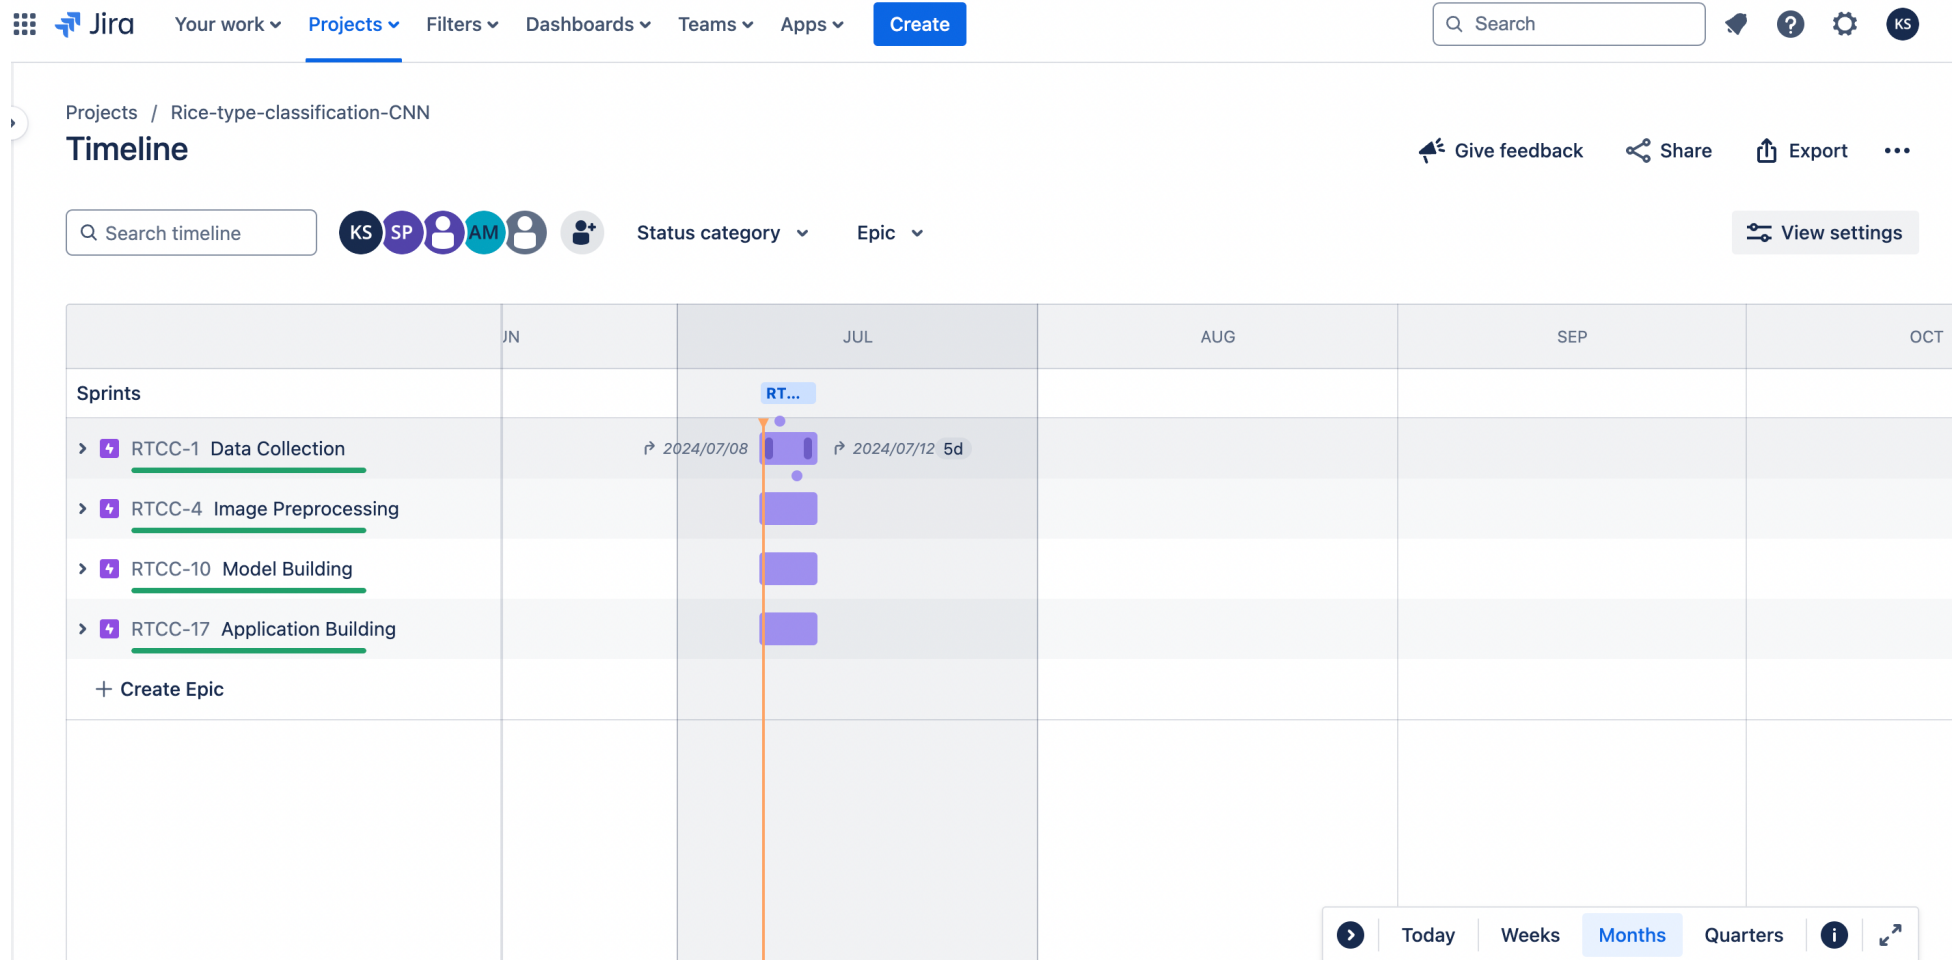 Jira Your work Projects Filters Dashboards Teams Apps Create Search KS
Projects / Rice-type-classification-CNN
Timeline
Give feedback Share Export
Search timeline KS SP AM Status category Epic View settings
UN JUL AUG SEP OCT
Sprints RT...
RTCC-1 Data Collection 2024/07/08 2024/07/12 5d
RTCC-4 Image Preprocessing
RTCC-10 Model Building
RTCC-17 Application Building
+ Create Epic
Today Weeks Months Quarters